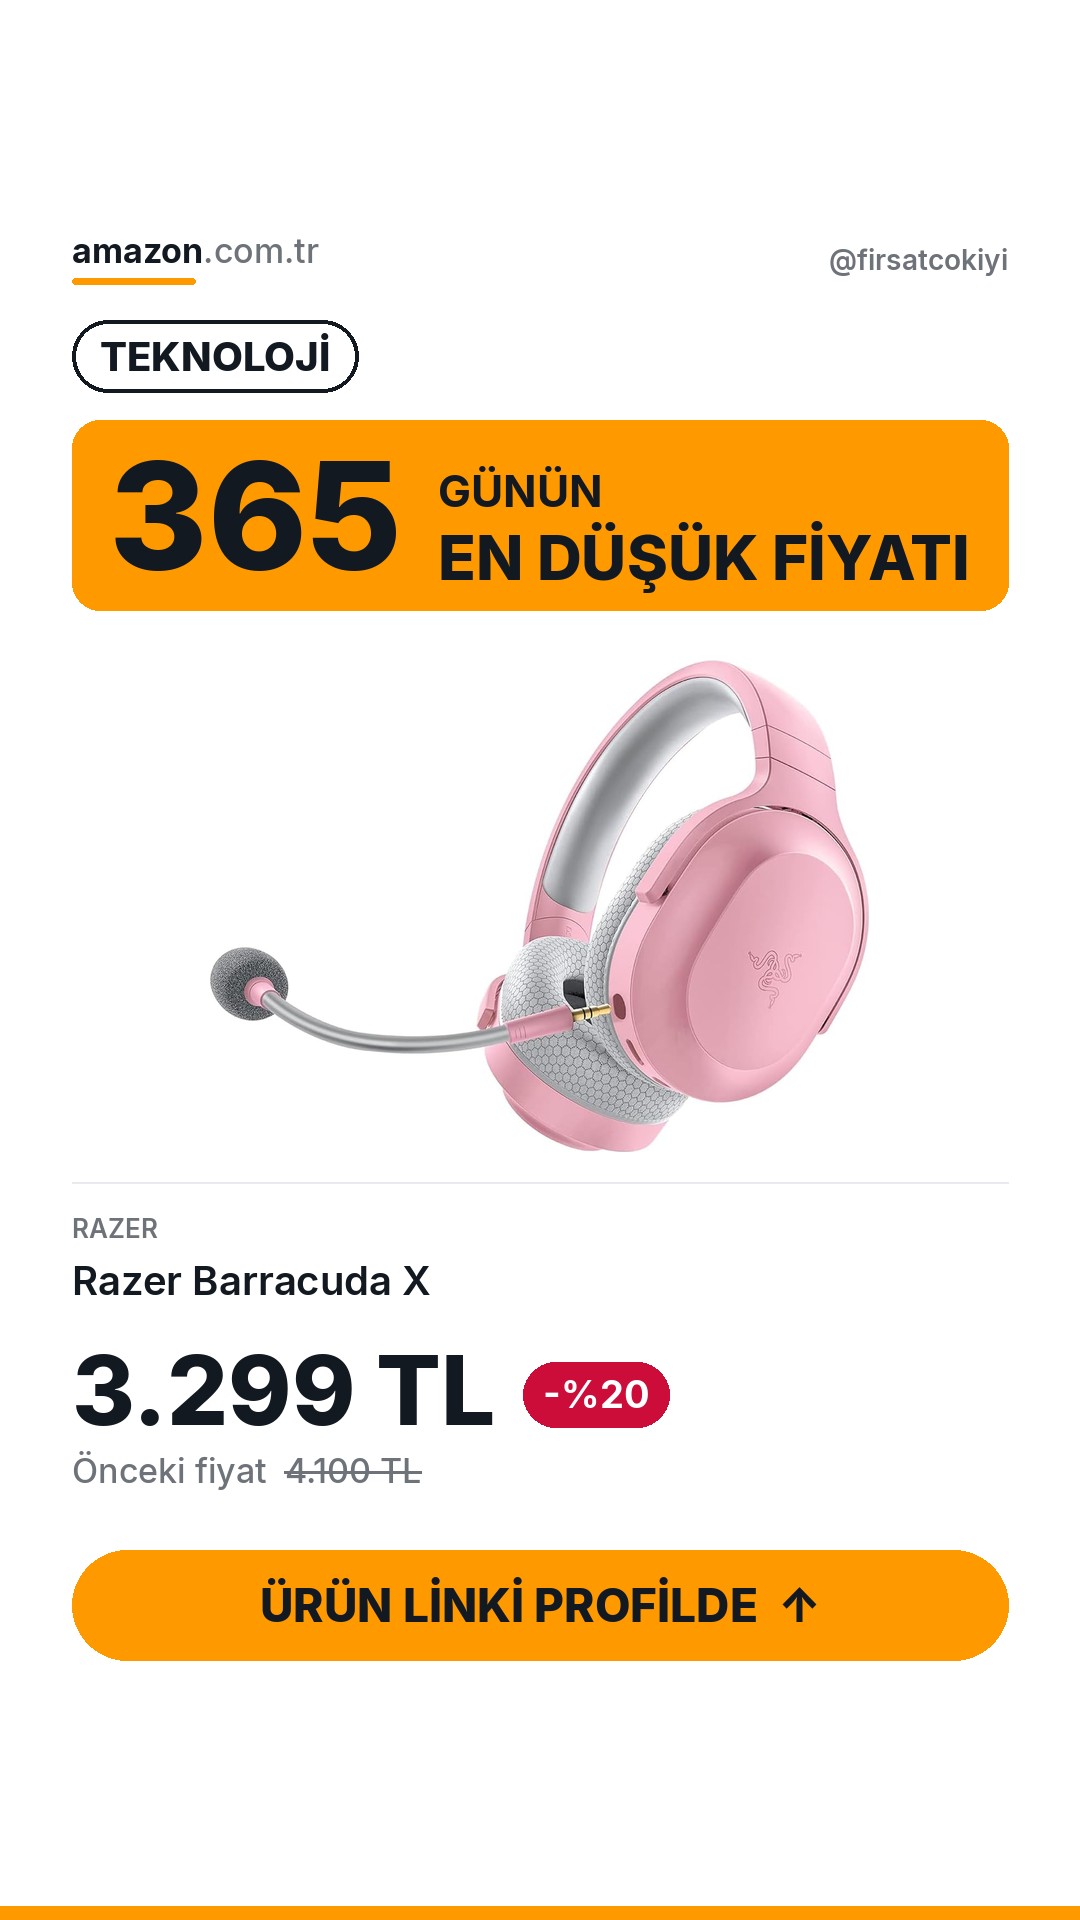 amazon.com.tr
@firsatcokiyi
TEKNOLOJİ
365 GÜNÜN
EN DÜŞÜK FİYATI
RAZER
Razer Barracuda X
3.299 TL -%20
Önceki fiyat 4.100 TL
ÜRÜN LİNKİ PROFİLDE ↑